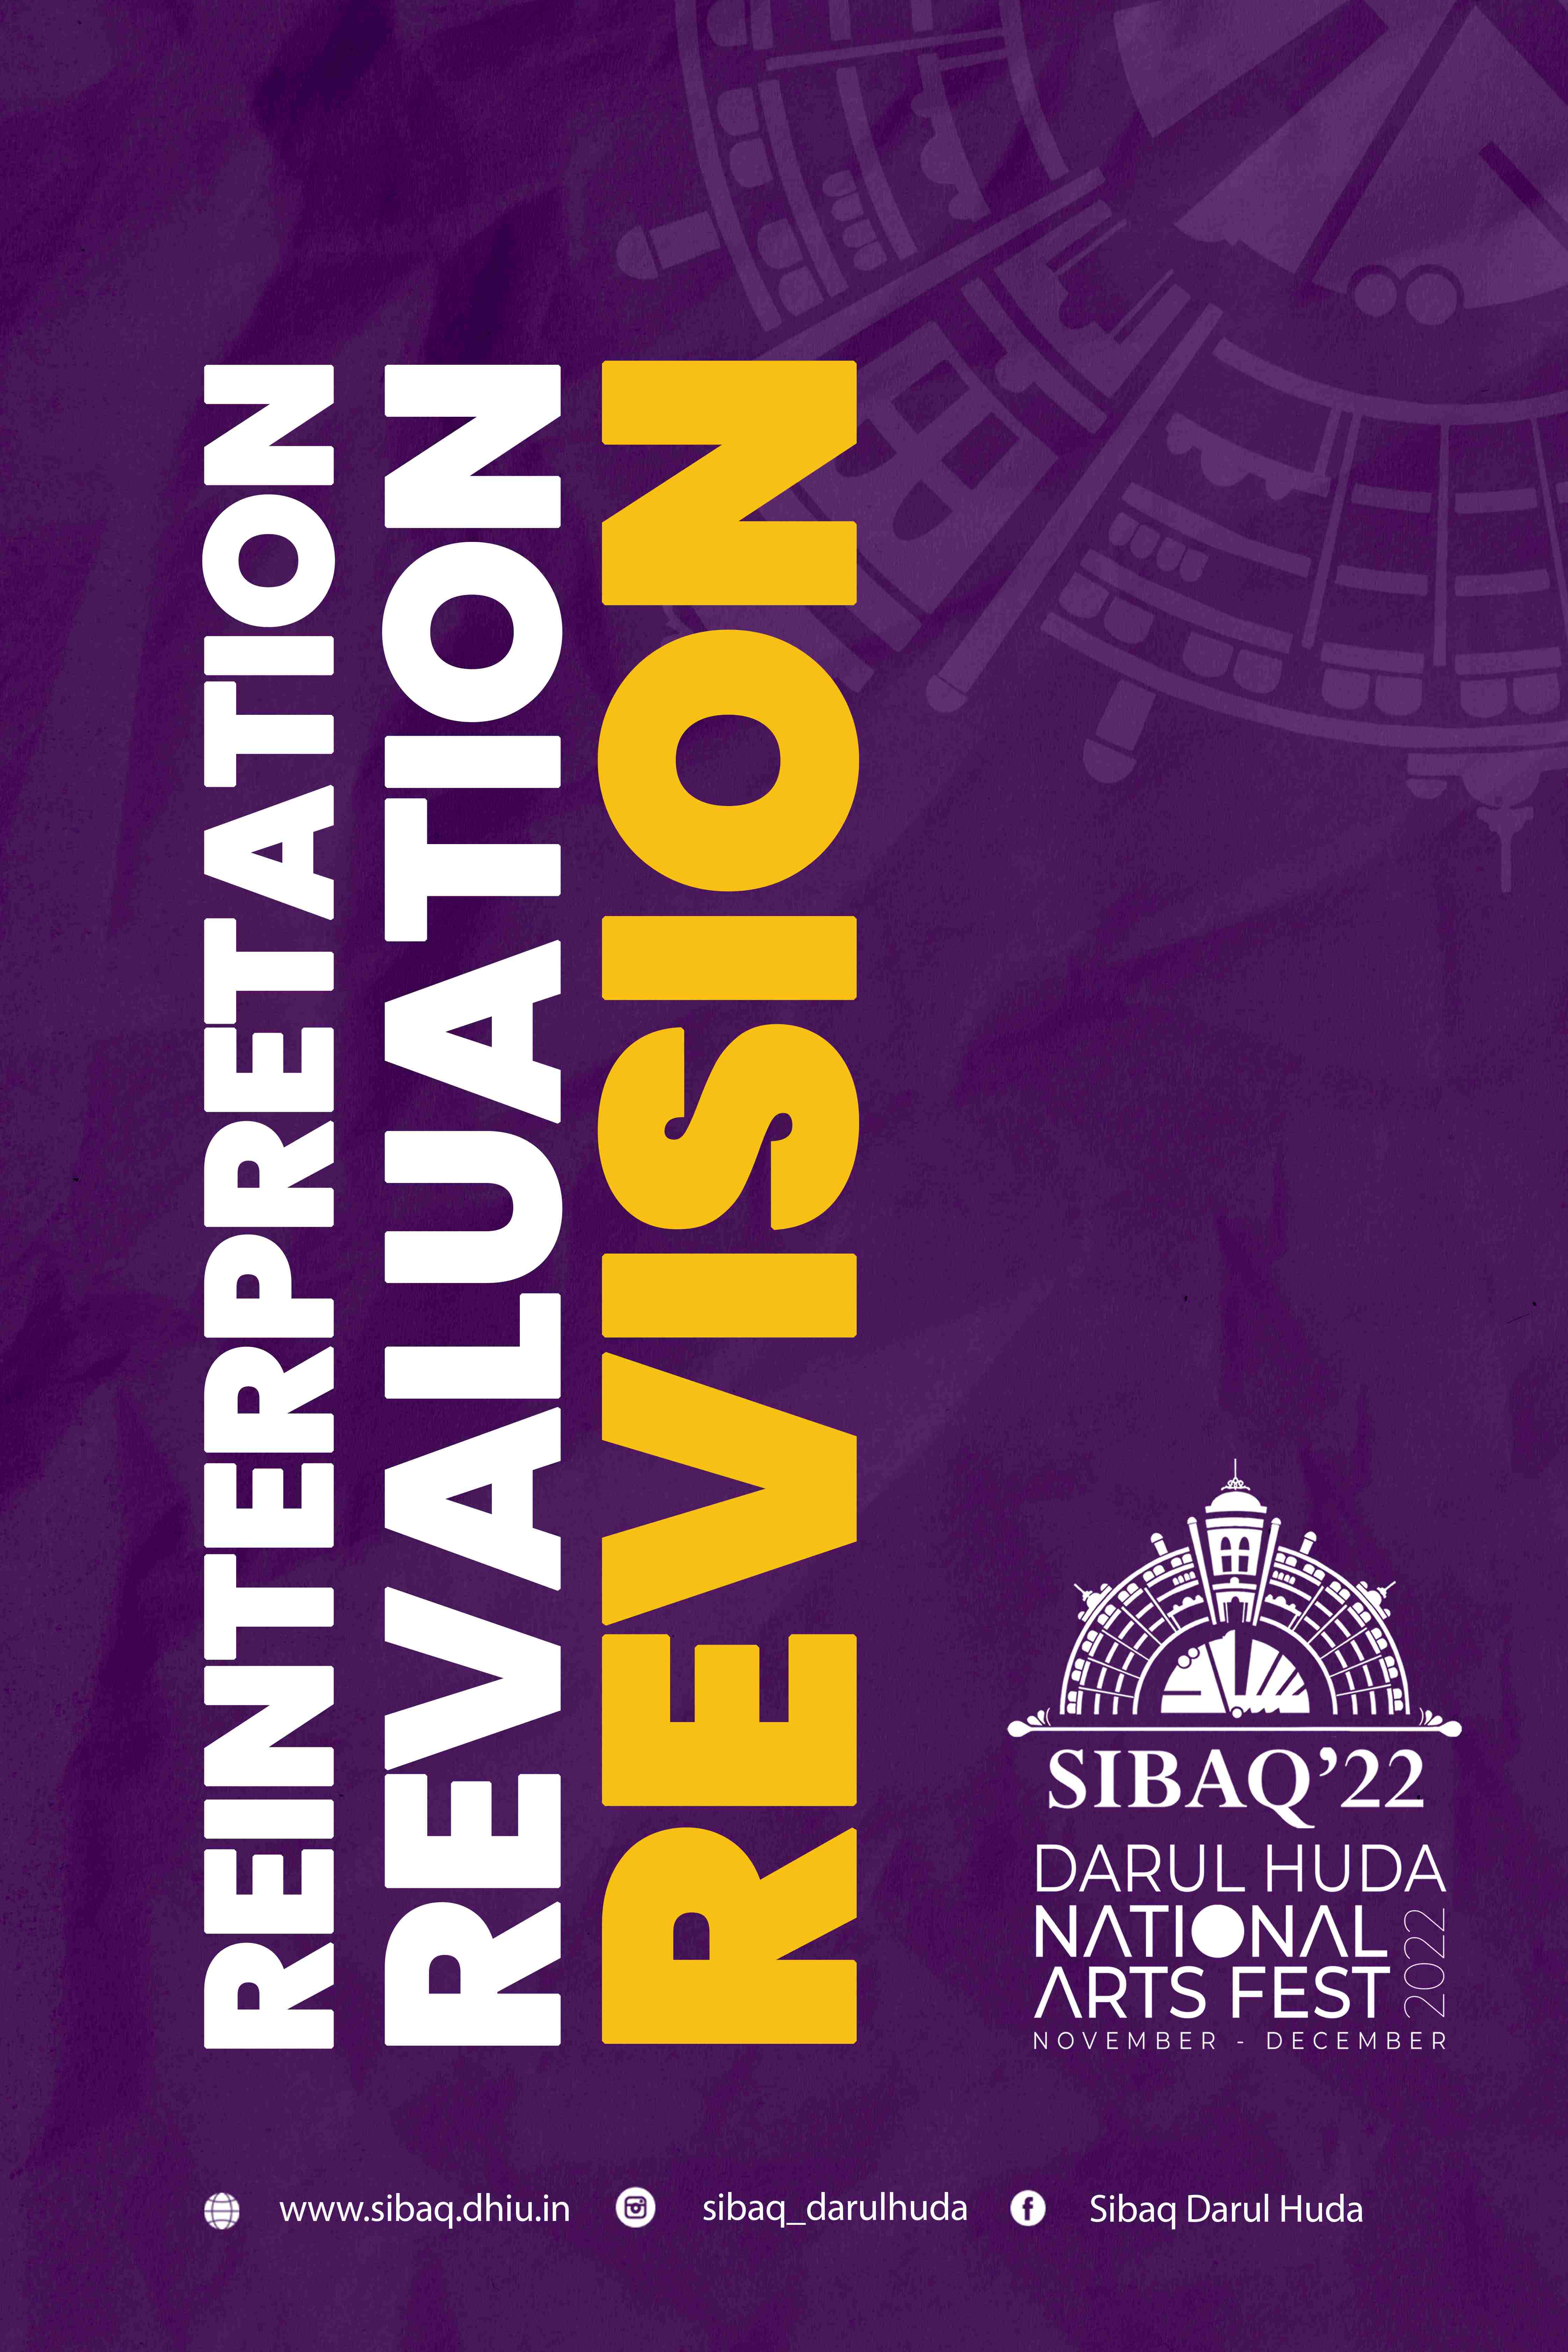 REINTERPRETATION
REVALUATION
REVISION
SIBAQ'22
DARUL HUDA
NATIONAL
ARTS FEST
2022
NOVEMBER - DECEMBER
www.sibaq.dhiu.in
sibaq_darulhuda
Sibaq Darul Huda